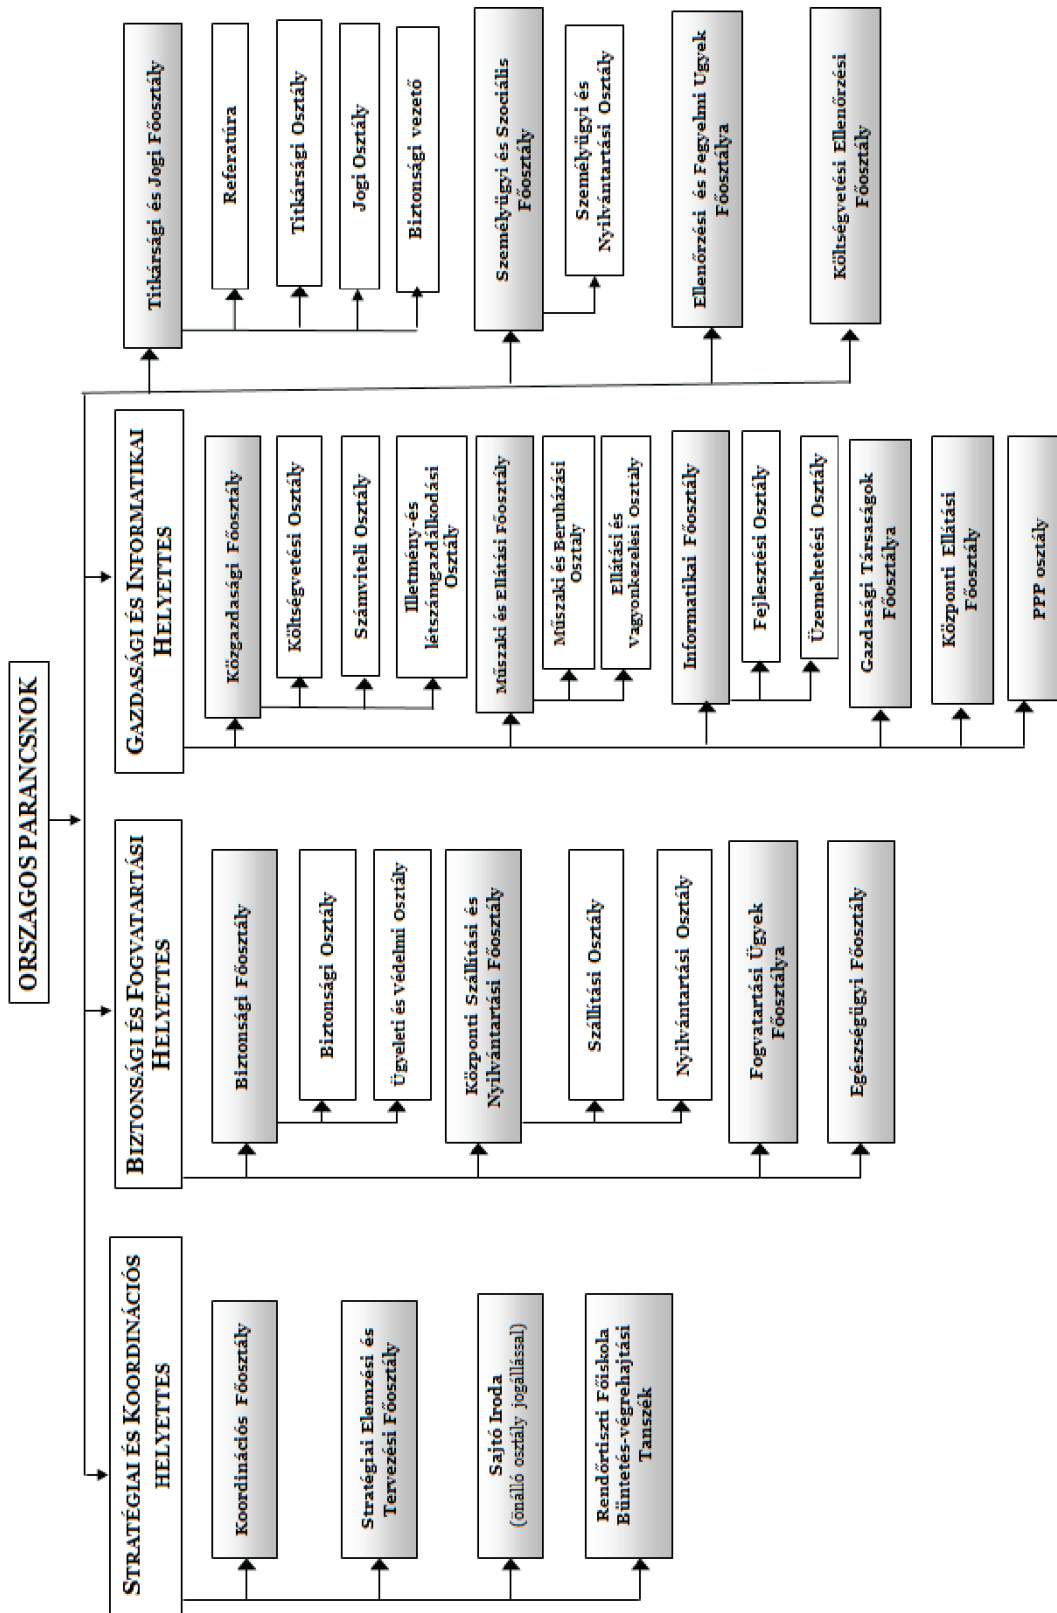 ORSZAGOS PARANCSNOK
STRATÉGIAI ÉS KOORDINÁCIÓS
HELYETTES
Koordinációs Főosztály
Stratégiai Elemzési és
Tervezési Főosztály
Sajtó Iroda
(önálló osztály jogállással)
Rendőrtiszti Főiskola
Büntetés-végrehajtási
Tanszék
BIZTONSÁGI ÉS FOGVATARTÁSI
HELYETTES
Biztonsági Főosztály
Biztonsági Osztály
Ügyeleti és Védelmi Osztály
Központi Szállítási és
Nyilvántartási Főosztály
Szállítási Osztály
Nyilvántartási Osztály
Fogvatartási Ügyek
Főosztálya
Egészségügyi Főosztály
GAZDASÁGI ÉS INFORMATIKAI
HELYETTES
Közgazdasági Főosztály
Költségvetési Osztály
Számviteli Osztály
Illetmény-és
létszámgazdálkodási
Osztály
Műszaki és Ellátási Főosztály
Műszaki és Beruházási
Osztály
Ellátási és
Vagyonkezelési Osztály
Informatikai Főosztály
Fejlesztési Osztály
Üzemeltetési Osztály
Gazdasági Társaságok
Főosztálya
Központi Ellátási
Főosztály
PPP osztály
Titkársági és Jogi Főosztály
Referatúra
Titkársági Osztály
Jogi Osztály
Biztonsági vezető
Személyügyi és Szociális
Főosztály
Személyügyi és
Nyilvántartási Osztály
Ellenőrzési és Fegyelmi Ugyek
Főosztálya
Költségvetési Ellenőrzési
Főosztály